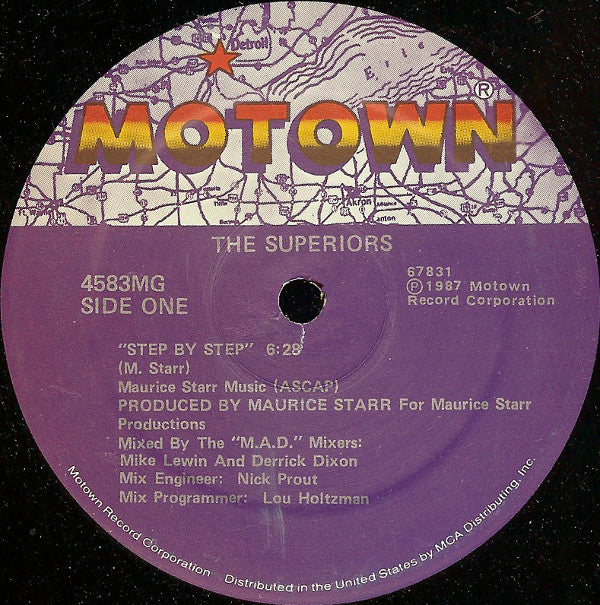 Detroit
Erie
MOTOWN®
Akron
anton
THE SUPERIORS
4583MG
SIDE ONE
67831
Ⓟ1987 Motown
Record Corporation
"STEP BY STEP" 6:28
(M. Starr)
Maurice Starr Music (ASCAP)
PRODUCED BY MAURICE STARR For Maurice Starr
Productions
Mixed By The "M.A.D." Mixers:
Mike Lewin And Derrick Dixon
Mix Engineer: Nick Prout
Mix Programmer: Lou Holtzman
Motown Record Corporation Distributed in the United States by MCA Distributing, Inc.